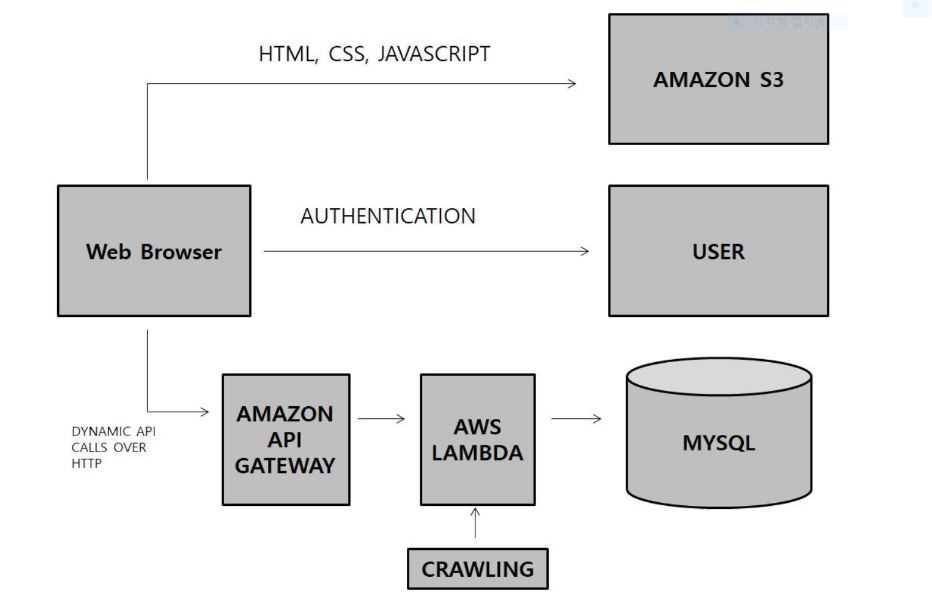 HTML, CSS, JAVASCRIPT
AMAZON S3
AUTHENTICATION
Web Browser
USER
DYNAMIC API
CALLS OVER
HTTP
AMAZON
API
GATEWAY
AWS
LAMBDA
MYSQL
CRAWLING